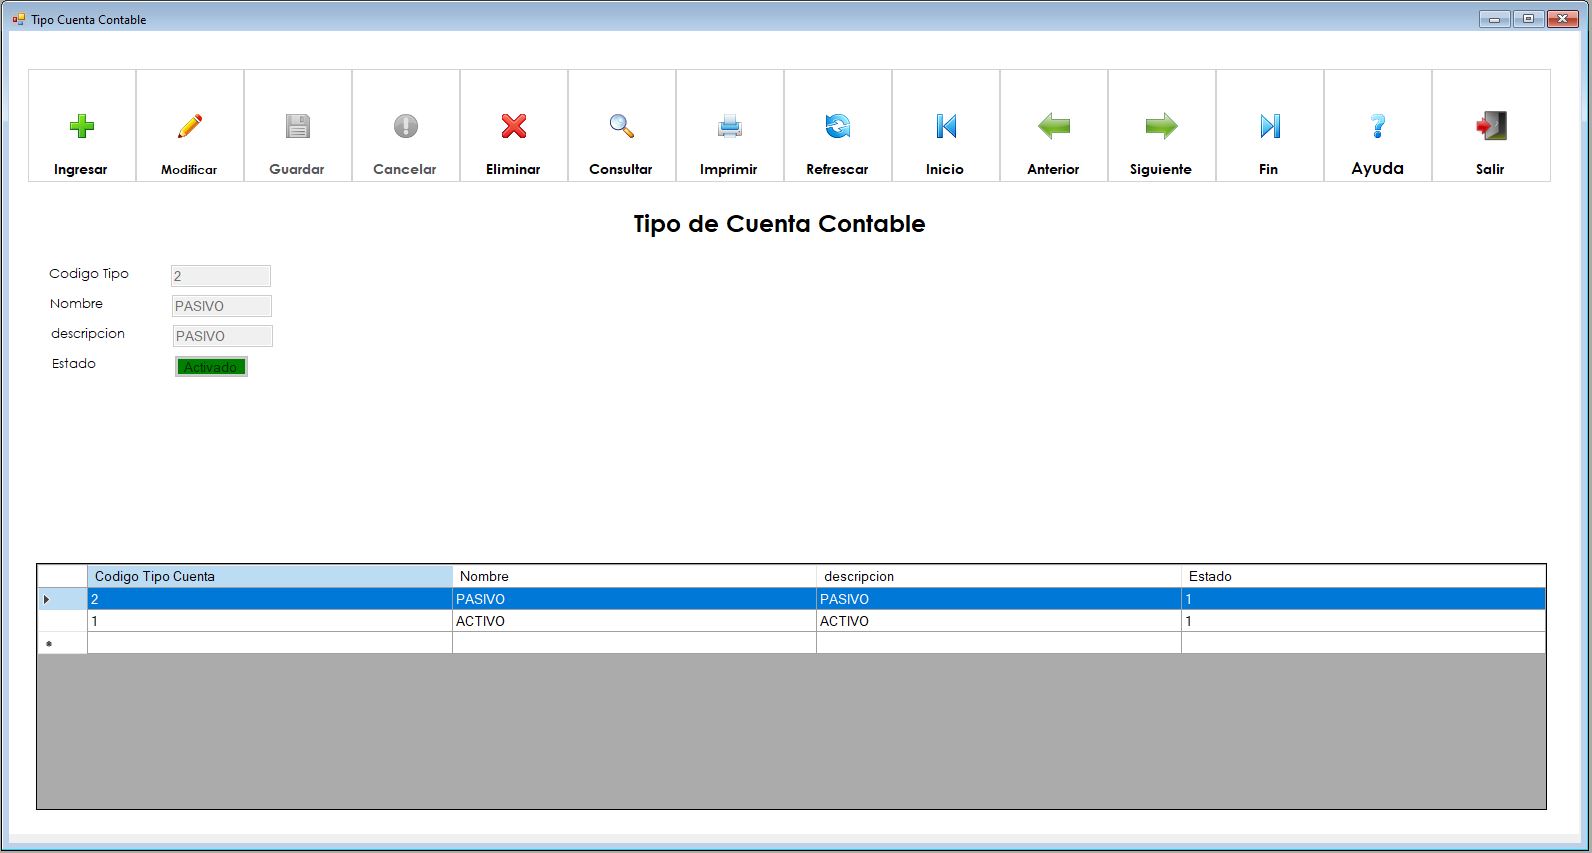 Tipo Cuenta Contable
Ingresar Modificar Guardar Cancelar Eliminar Consultar Imprimir Refrescar Inicio Anterior Siguiente Fin Ayuda Salir
Tipo de Cuenta Contable
Codigo Tipo 2
Nombre PASIVO
descripcion PASIVO
Estado Activado
Codigo Tipo Cuenta Nombre descripcion Estado
2 PASIVO PASIVO 1
1 ACTIVO ACTIVO 1